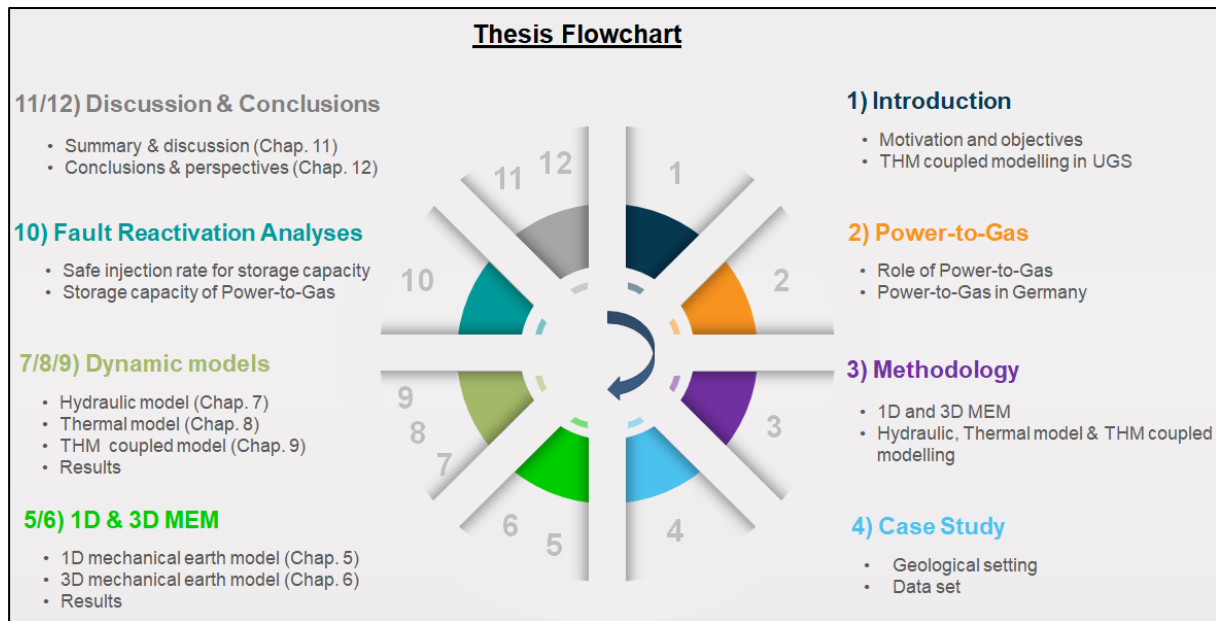 Thesis Flowchart
1) Introduction
• Motivation and objectives
• THM coupled modelling in UGS
2) Power-to-Gas
• Role of Power-to-Gas
• Power-to-Gas in Germany
3) Methodology
• 1D and 3D MEM
• Hydraulic, Thermal model & THM coupled
modelling
4) Case Study
• Geological setting
• Data set
5/6) 1D & 3D MEM
• 1D mechanical earth model (Chap. 5)
• 3D mechanical earth model (Chap. 6)
• Results
7/8/9) Dynamic models
• Hydraulic model (Chap. 7)
• Thermal model (Chap. 8)
• THM  coupled model (Chap. 9)
• Results
10) Fault Reactivation Analyses
• Safe injection rate for storage capacity
• Storage capacity of Power-to-Gas
11/12) Discussion & Conclusions
• Summary & discussion (Chap. 11)
• Conclusions & perspectives (Chap. 12)
1
2
3
4
5
6
7
8
9
10
11
12